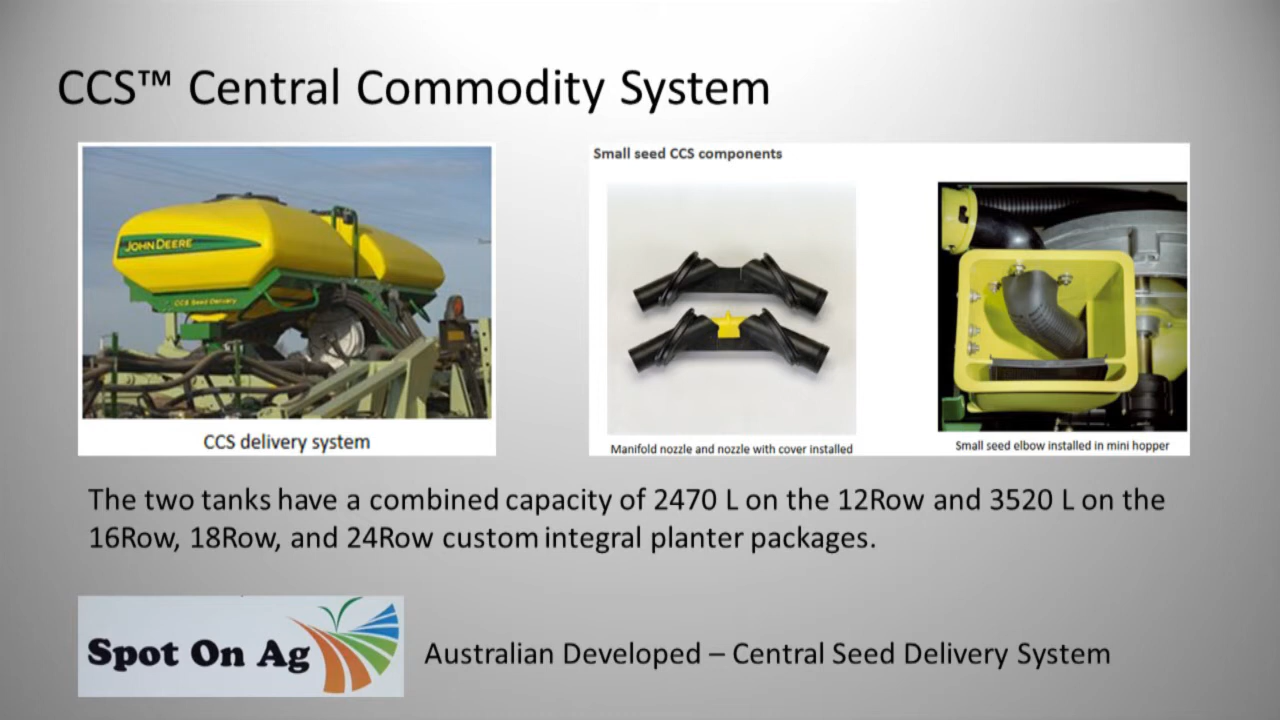 CCS™ Central Commodity System
JOHN DEERE
CCS Seed Delivery
CCS delivery system
Small seed CCS components
Manifold nozzle and nozzle with cover installed
Small seed elbow installed in mini hopper
The two tanks have a combined capacity of 2470 L on the 12Row and 3520 L on the
16Row, 18Row, and 24Row custom integral planter packages.
Spot On Ag
Australian Developed – Central Seed Delivery System